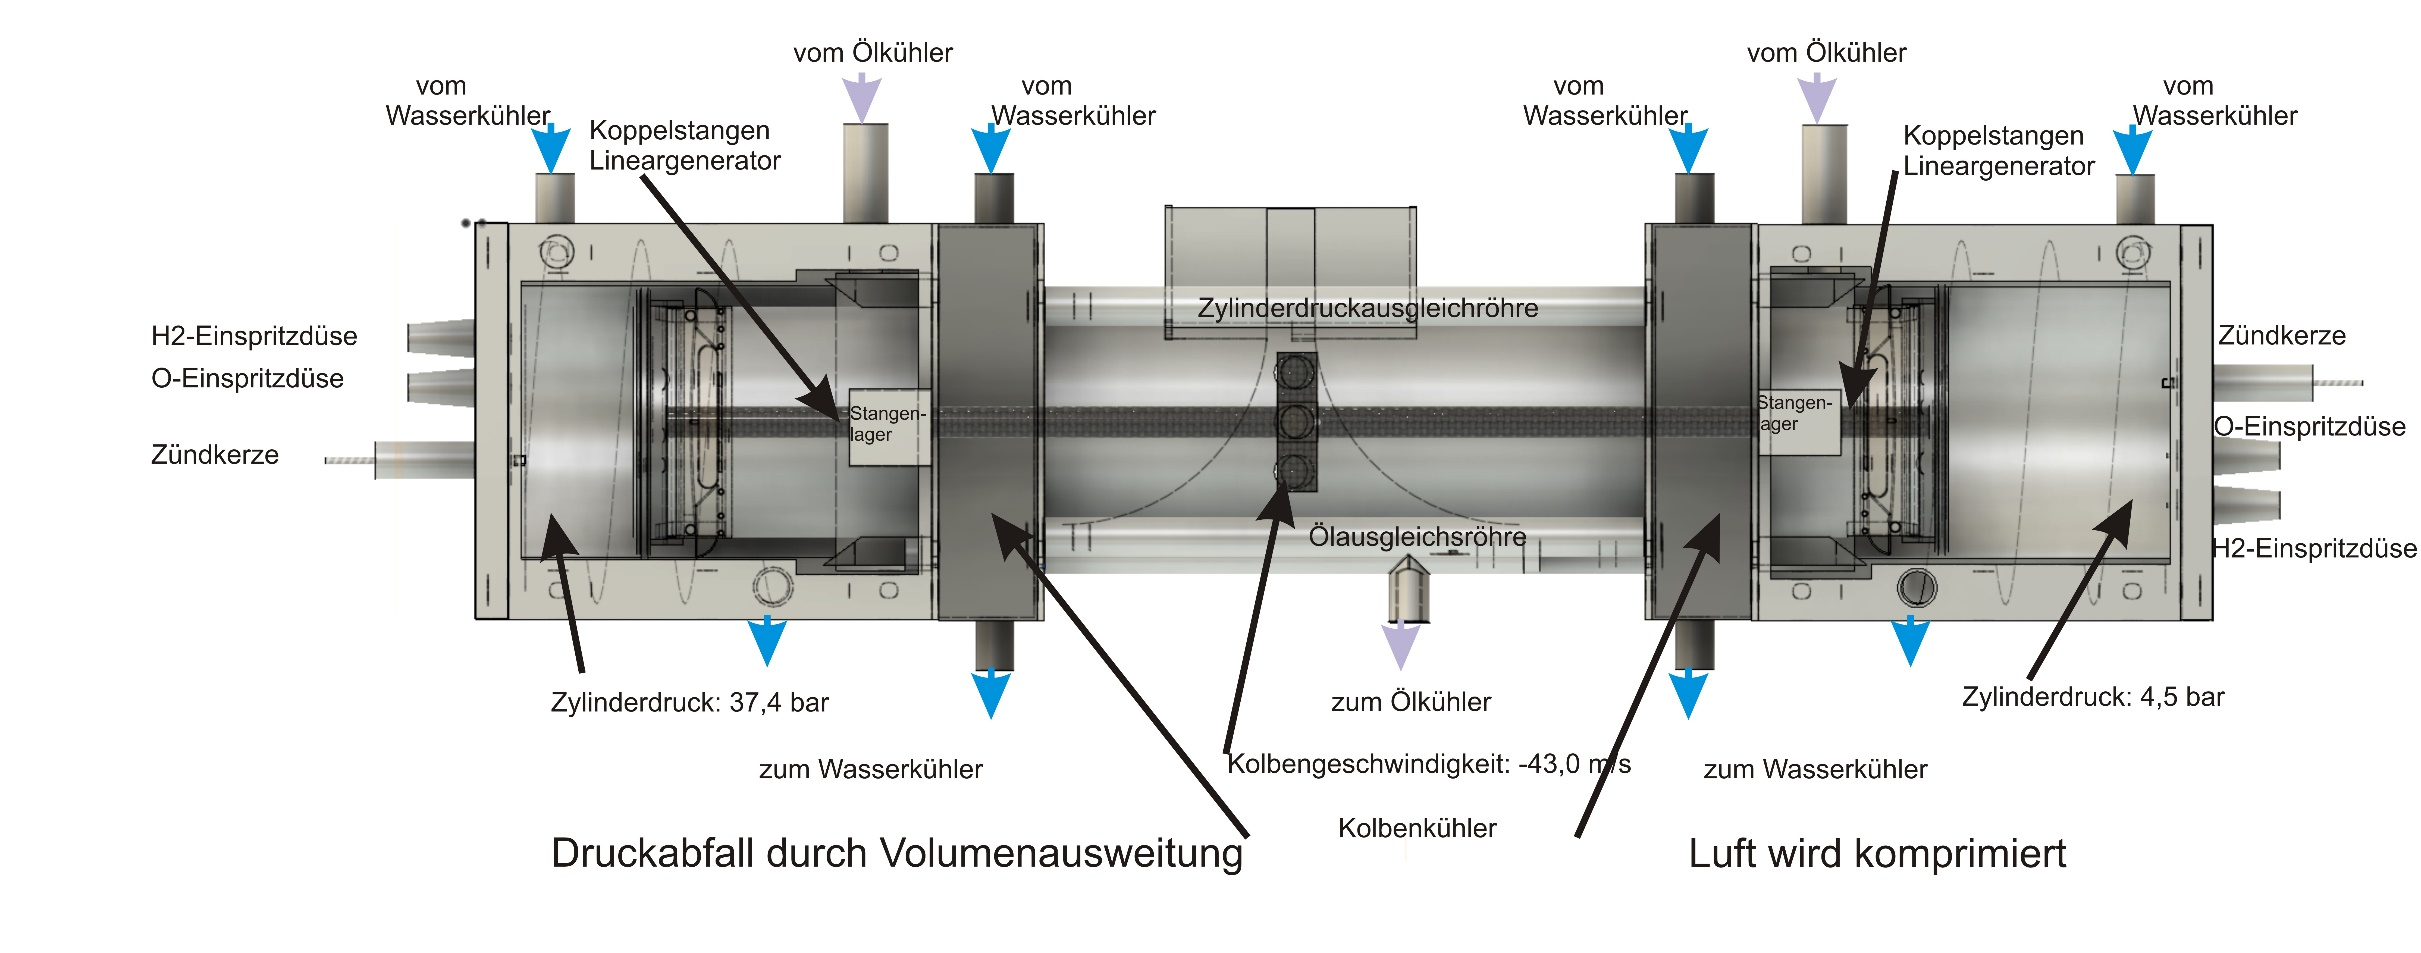 vom Ölkühler
vom Ölkühler
vom
Wasserkühler
vom
Wasserkühler
vom
Wasserkühler
vom
Wasserkühler
Koppelstangen
Lineargenerator
Koppelstangen
Lineargenerator
Zylinderdruckausgleichröhre
H2-Einspritzdüse
O-Einspritzdüse
Zündkerze
Zündkerze
O-Einspritzdüse
H2-Einspritzdüse
Stangen-
lager
Stangen-
lager
Ölausgleichsröhre
Zylinderdruck: 37,4 bar
zum Ölkühler
Zylinderdruck: 4,5 bar
zum Wasserkühler
Kolbengeschwindigkeit: -43,0 m/s
zum Wasserkühler
Kolbenkühler
Druckabfall durch Volumenausweitung
Luft wird komprimiert